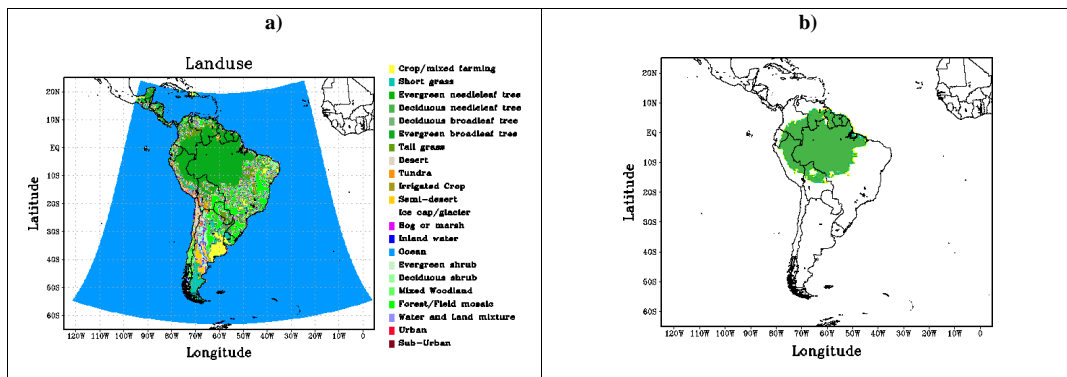 a)
Landuse
Latitude
20N
10N
EQ
10S
20S
30S
40S
50S
60S
120W 110W 100W 90W 80W 70W 60W 50W 40W 30W 20W 10W 0
Longitude
Crop/mixed farming
Short grass
Evergreen needleleaf tree
Deciduous needleleaf tree
Deciduous broadleaf tree
Evergreen broadleaf tree
Tall grass
Desert
Tundra
Irrigated Crop
Semi-desert
Ice cap/glacier
Bog or marsh
Inland water
Ocean
Evergreen shrub
Deciduous shrub
Mixed Woodland
Forest/Field mosaic
Water and Land mixture
Urban
Sub-Urban
b)
Latitude
20N
10N
EQ
10S
20S
30S
40S
50S
60S
120W 110W 100W 90W 80W 70W 60W 50W 40W 30W 20W 10W 0
Longitude